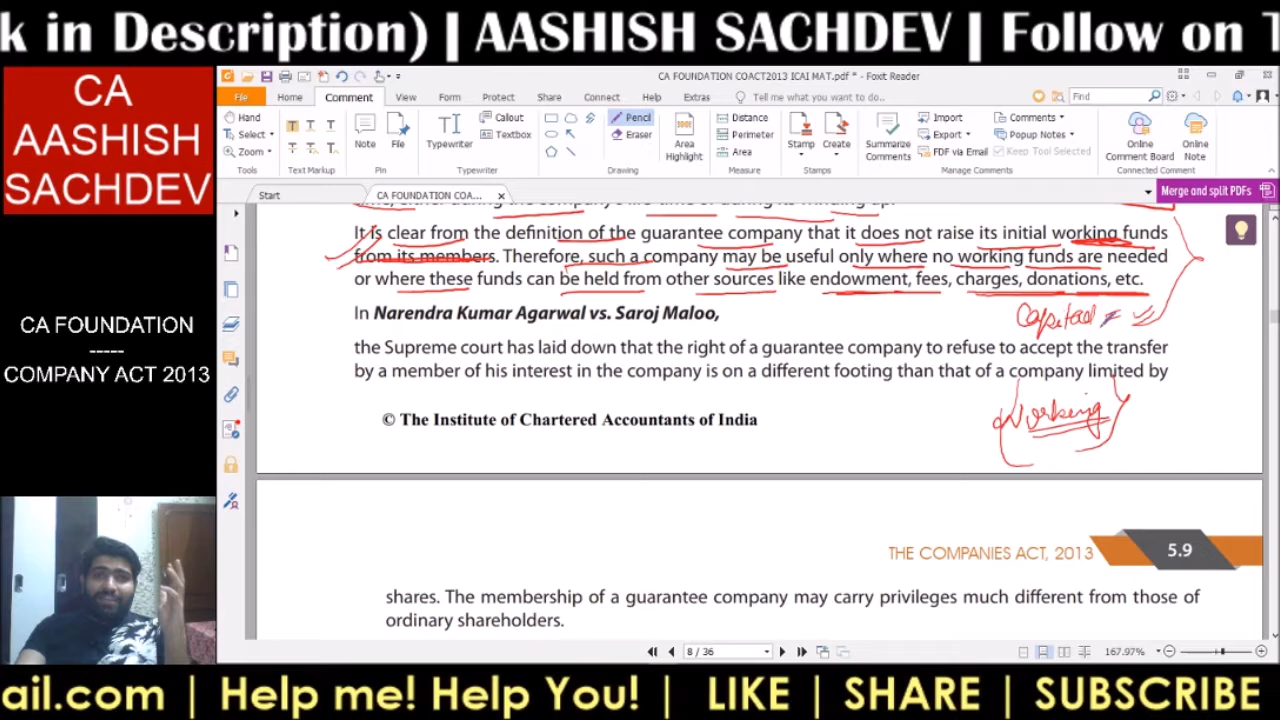 k in Description) | AASHISH SACHDEV | Follow on T
CA
AASHISH
SACHDEV
CA FOUNDATION
-----
COMPANY ACT 2013
CA FOUNDATION COACT2013 ICAI MAT.pdf * - Foxit Reader
File Home Comment View Form Protect Share Connect Help Extras Tell me what you want to do.. Find
Hand
Select
Zoom
Tools
Text Markup
Note
File
Pin
Typewriter
Callout
Textbox
Typewriter
Pencil
Eraser
Drawing
Area
Highlight
Distance
Perimeter
Area
Measure
Stamp
Create
Stamps
Summarize
Comments
Import
Export
FDF via Email
Comments
Popup Notes
Keep Tool Selected
Manage Comments
Online
Comment Board
Online
Note
Connected Comment
Start
CA FOUNDATION COA... ×
Merge and split PDFs
It is clear from the definition of the guarantee company that it does not raise its initial working funds
from its members. Therefore, such a company may be useful only where no working funds are needed
or where these funds can be held from other sources like endowment, fees, charges, donations, etc.
Capital
In Narendra Kumar Agarwal vs. Saroj Maloo,
the Supreme court has laid down that the right of a guarantee company to refuse to accept the transfer
by a member of his interest in the company is on a different footing than that of a company limited by
Working
© The Institute of Chartered Accountants of India
THE COMPANIES ACT, 2013 5.9
shares. The membership of a guarantee company may carry privileges much different from those of
ordinary shareholders.
8 / 36
167.97%
ail.com | Help me! Help You! | LIKE | SHARE | SUBSCRIBE